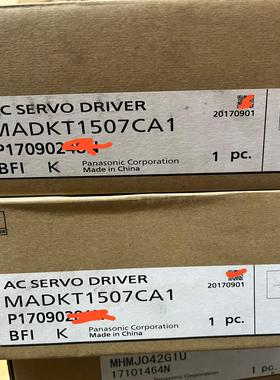 20170901
AC SERVO DRIVER
MADKT1507CA1
P170902
BFI K Panasonic Corporation 1 pc.
Made in China
20170901
AC SERVO DRIVER
MADKT1507CA1
P170902
BFI K Panasonic Corporation 1 pc.
Made in China
MHMJ042G1U
17101464N